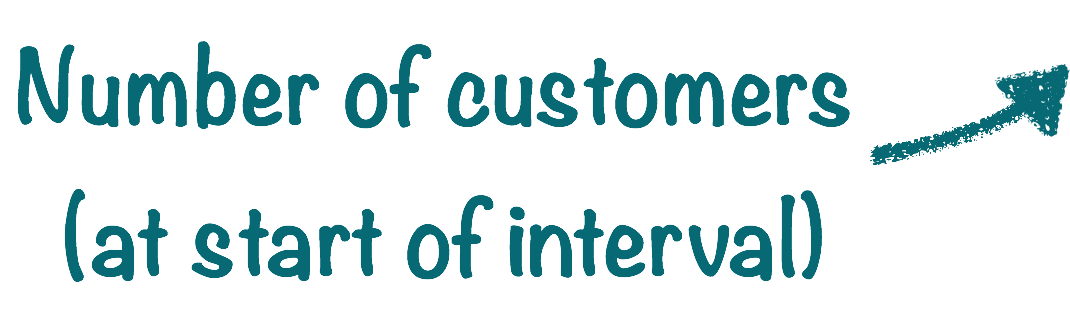 Number of customers
(at start of interval)